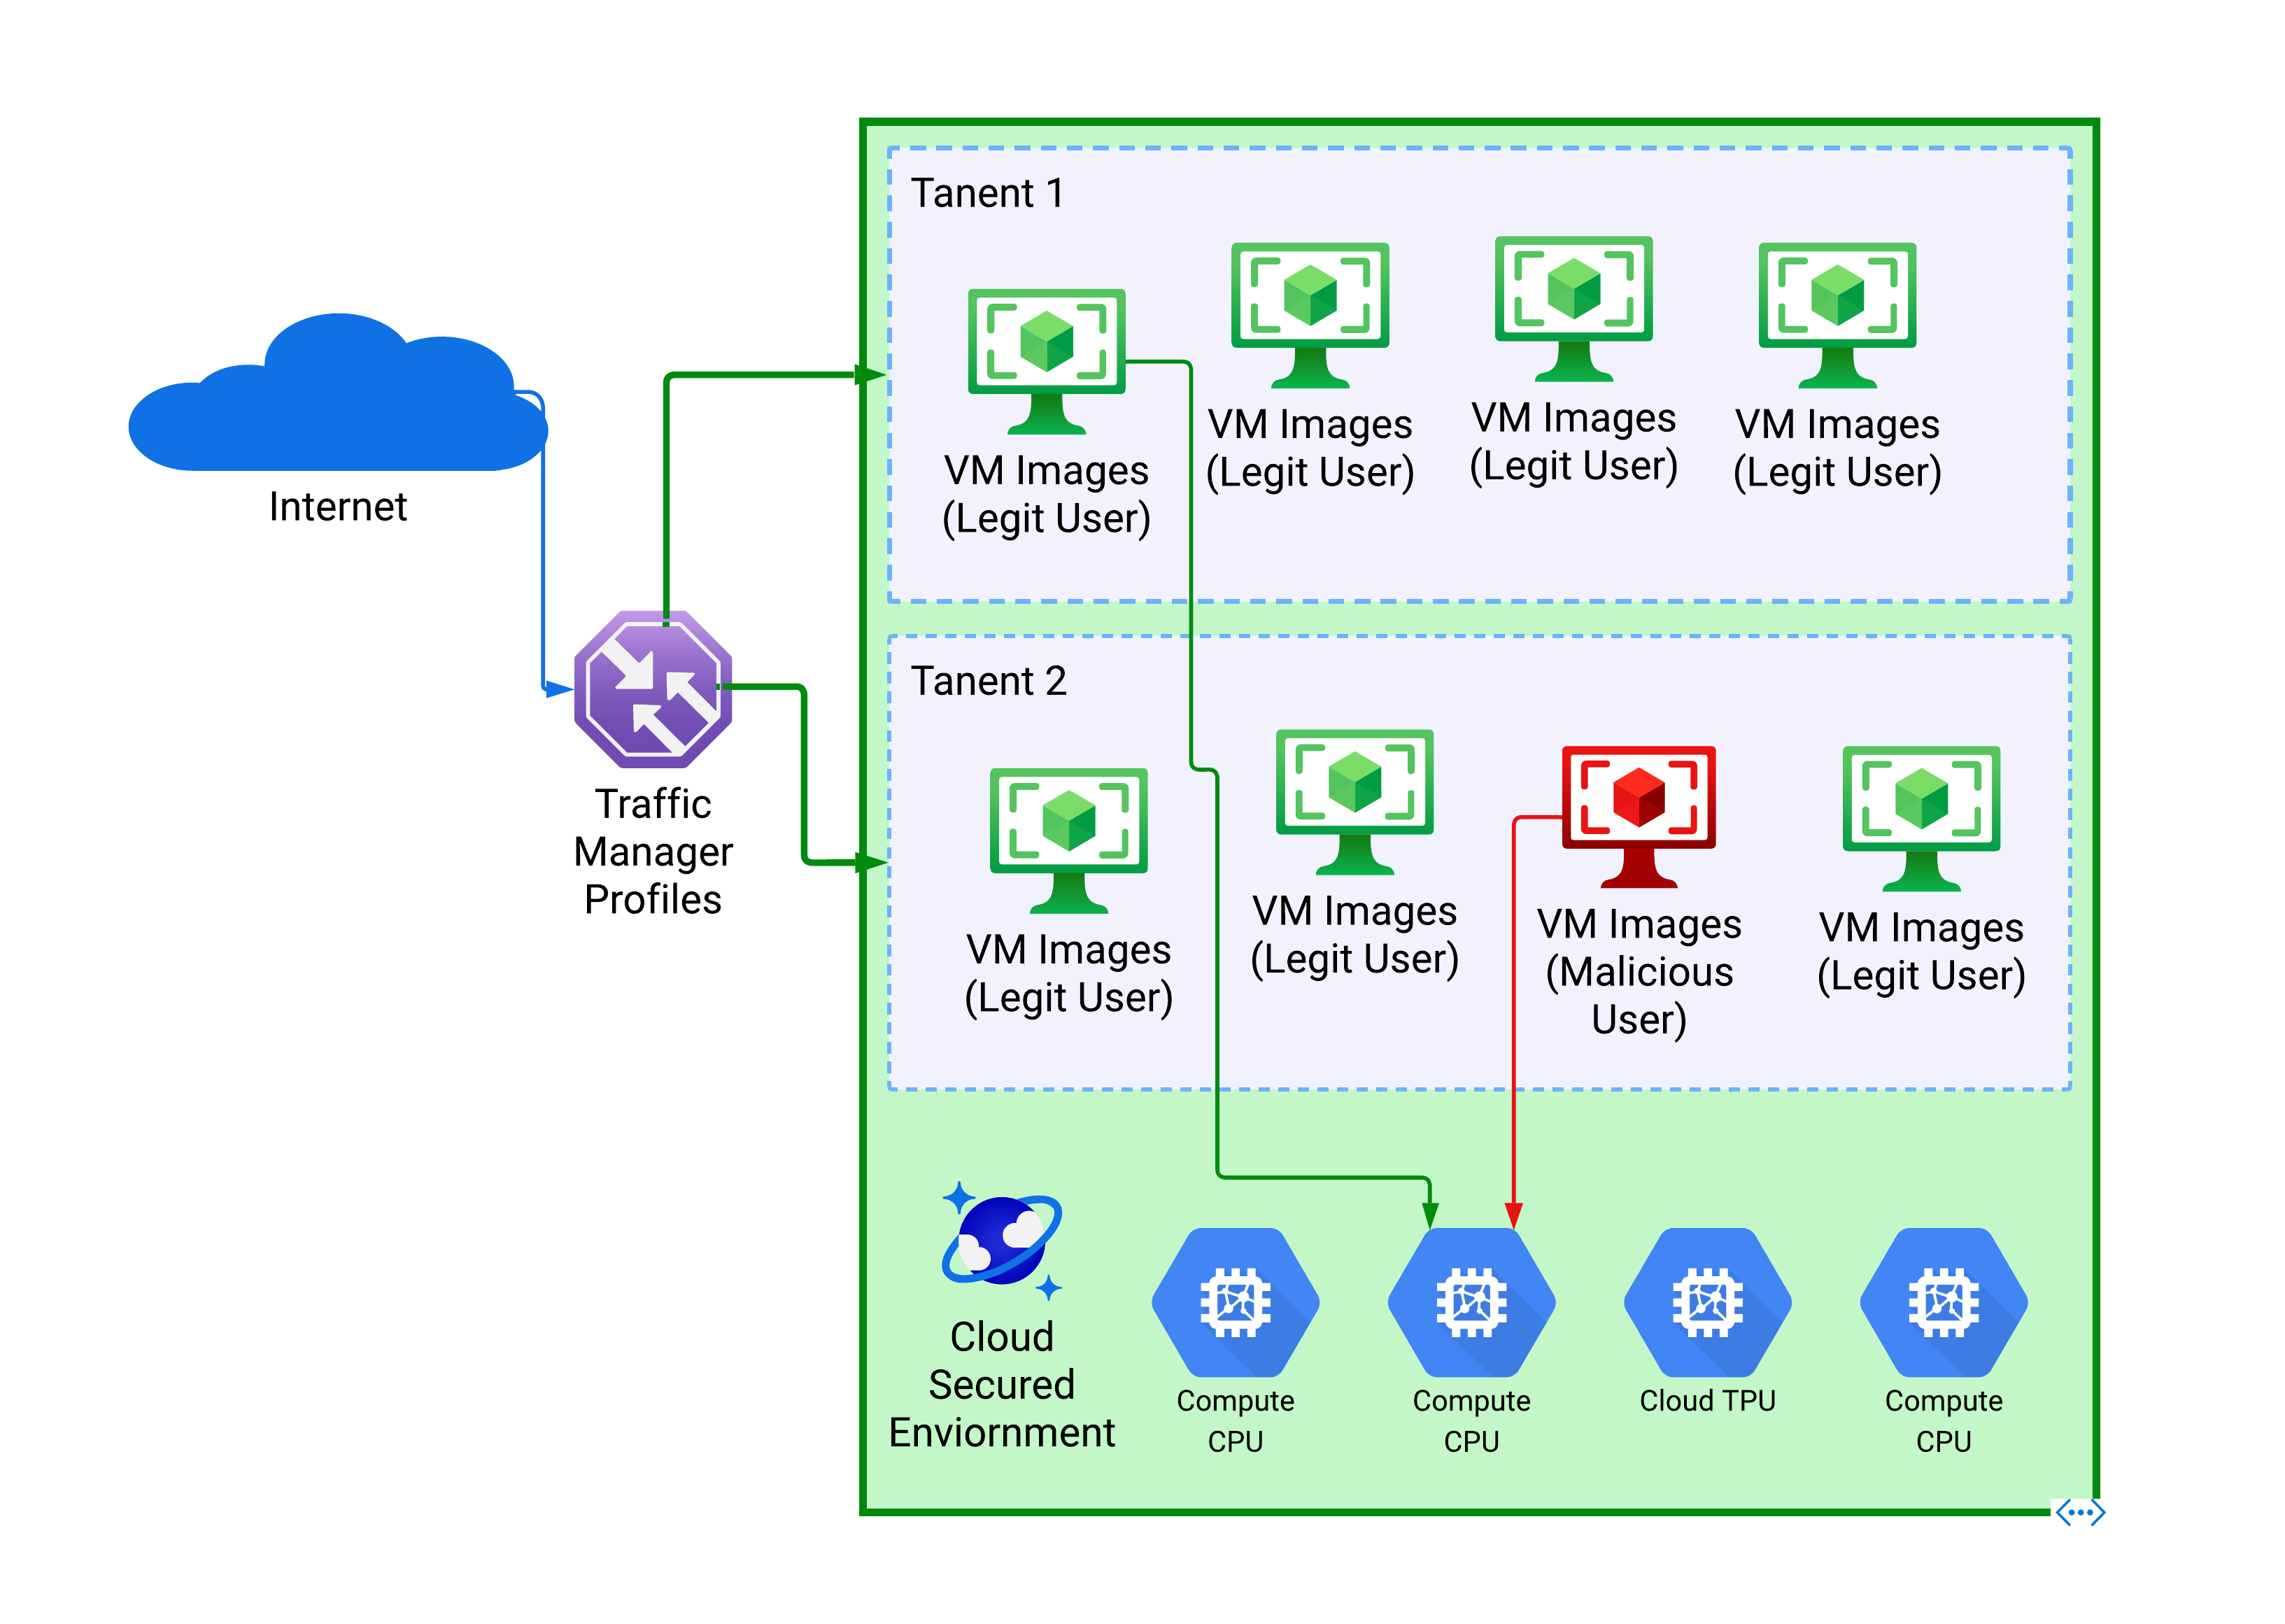 Tanent 1
VM Images
(Legit User)
VM Images
(Legit User)
VM Images
(Legit User)
VM Images
(Legit User)
Internet
Traffic
Manager
Profiles
Tanent 2
VM Images
(Legit User)
VM Images
(Legit User)
VM Images
(Malicious
User)
VM Images
(Legit User)
Cloud
Secured
Enviornment
Compute
CPU
Compute
CPU
Cloud TPU
Compute
CPU